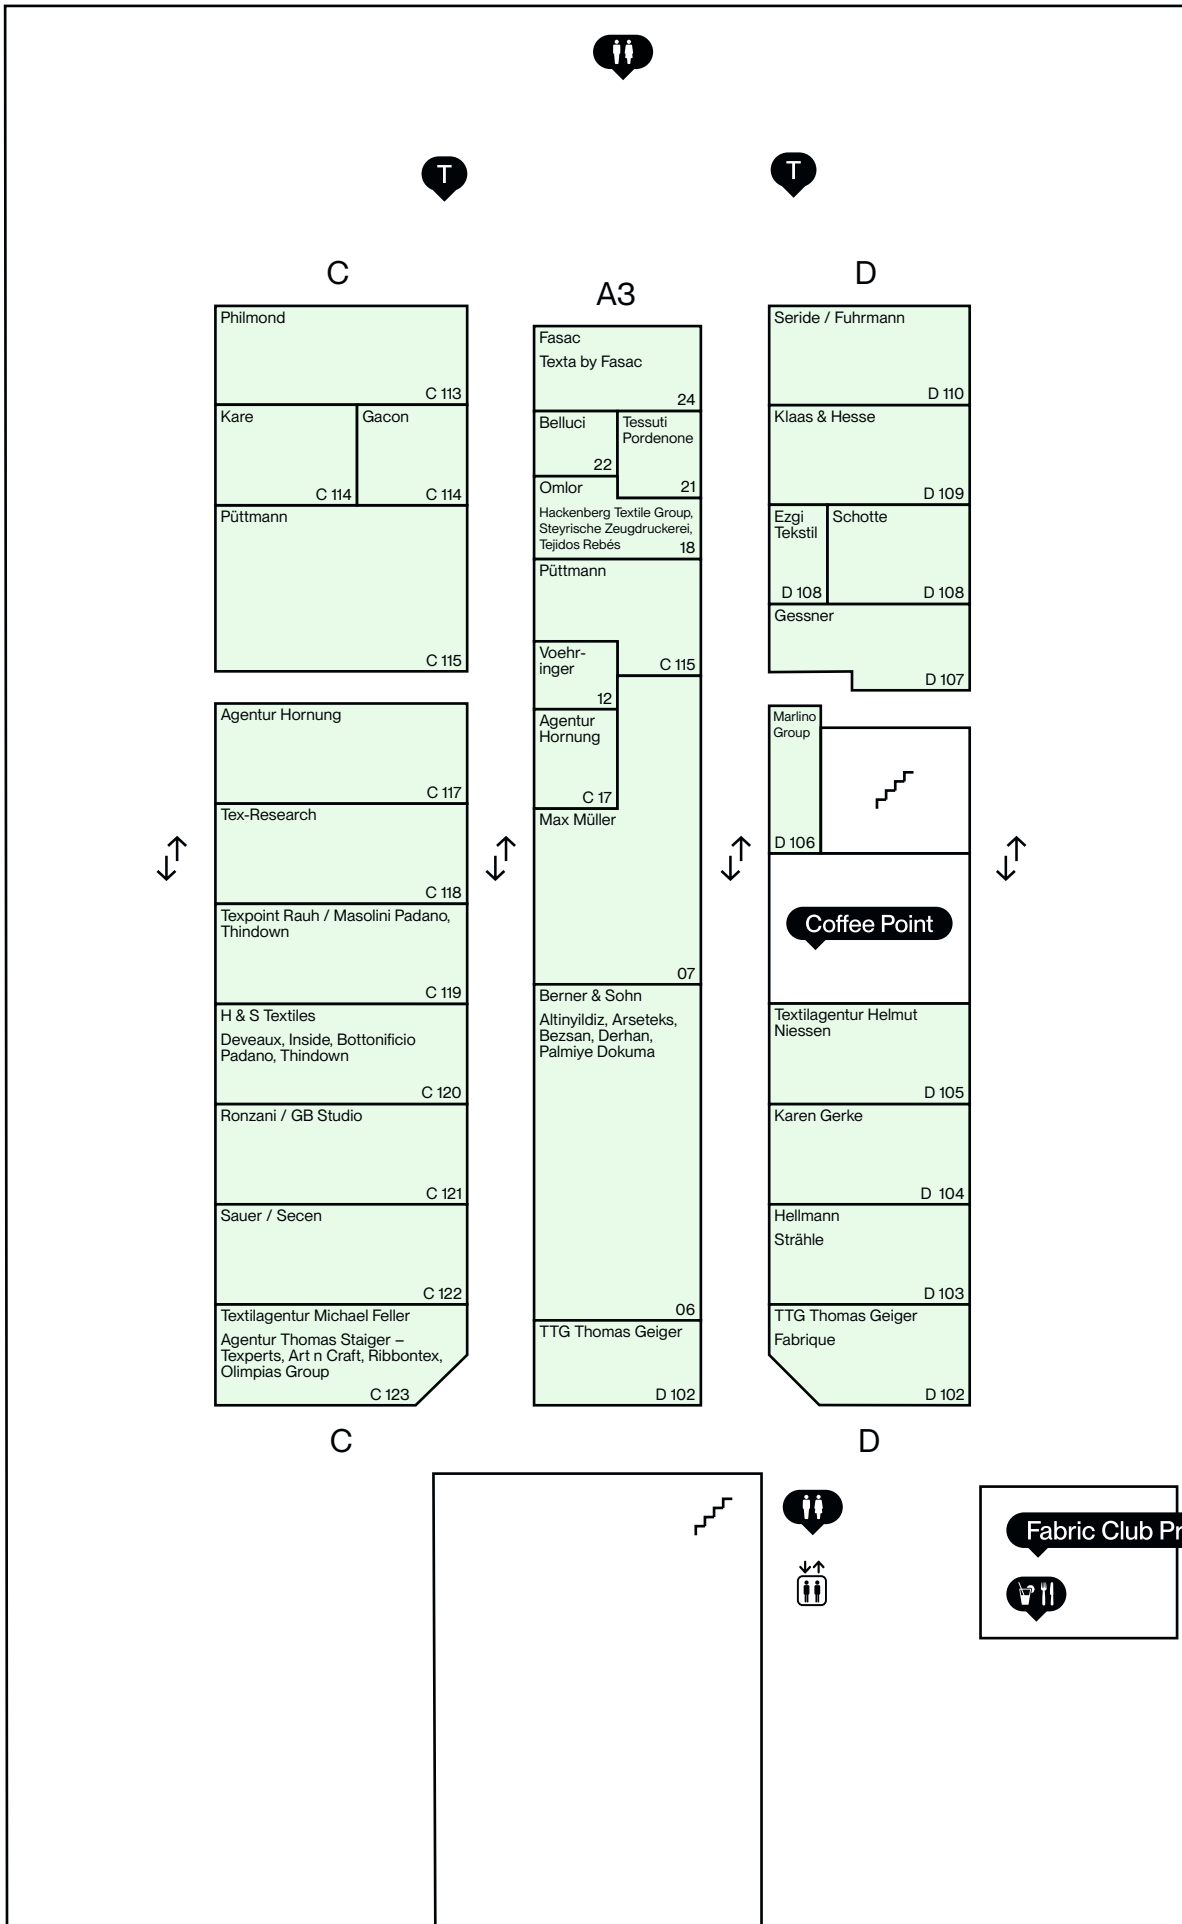 T
T
C
Philmond
C 113
Kare
C 114
Gacon
C 114
Püttmann
C 115
Agentur Hornung
C 117
Tex-Research
C 118
Texpoint Rauh / Masolini Padano,
Thindown
C 119
H & S Textiles
Deveaux, Inside, Bottonificio
Padano, Thindown
C 120
Ronzani / GB Studio
C 121
Sauer / Secen
C 122
Textilagentur Michael Feller
Agentur Thomas Staiger –
Texperts, Art n Craft, Ribbontex,
Olimpias Group
C 123
C
A3
Fasac
Texta by Fasac
24
Belluci
22
Tessuti
Pordenone
21
Omlor
Hackenberg Textile Group,
Steyrische Zeugdruckerei,
Tejidos Rebés
18
Püttmann
C 115
Voehr-
inger
12
Agentur
Hornung
C 17
Max Müller
07
Berner & Sohn
Altinyildiz, Arseteks,
Bezsan, Derhan,
Palmiye Dokuma
06
TTG Thomas Geiger
D 102
D
Seride / Fuhrmann
D 110
Klaas & Hesse
D 109
Ezgi
Tekstil
D 108
Schotte
D 108
Gessner
D 107
Marlino
Group
D 106
Coffee Point
Textilagentur Helmut
Niessen
D 105
Karen Gerke
D 104
Hellmann
Strähle
D 103
TTG Thomas Geiger
Fabrique
D 102
D
Fabric Club Pr